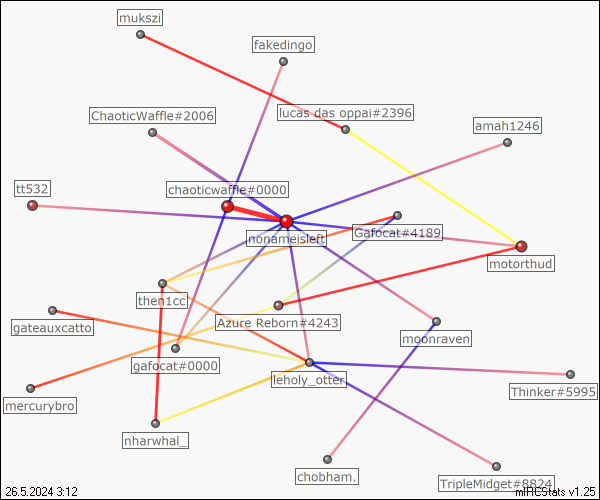 mukszi
fakedingo
ChaoticWaffle#2006
lucas das oppai#2396
amah1246
tt532
chaoticwaffle#0000
nonameisleft
Gafocat#4189
motorthud
then1cc
Azure Reborn#4243
gateauxcatto
moonraven
gafocat#0000
leholy_otter
Thinker#5995
mercurybro
nharwhal_
chobham.
TripleMidget#8824
26.5.2024 3:12
mIRCStats v1.25